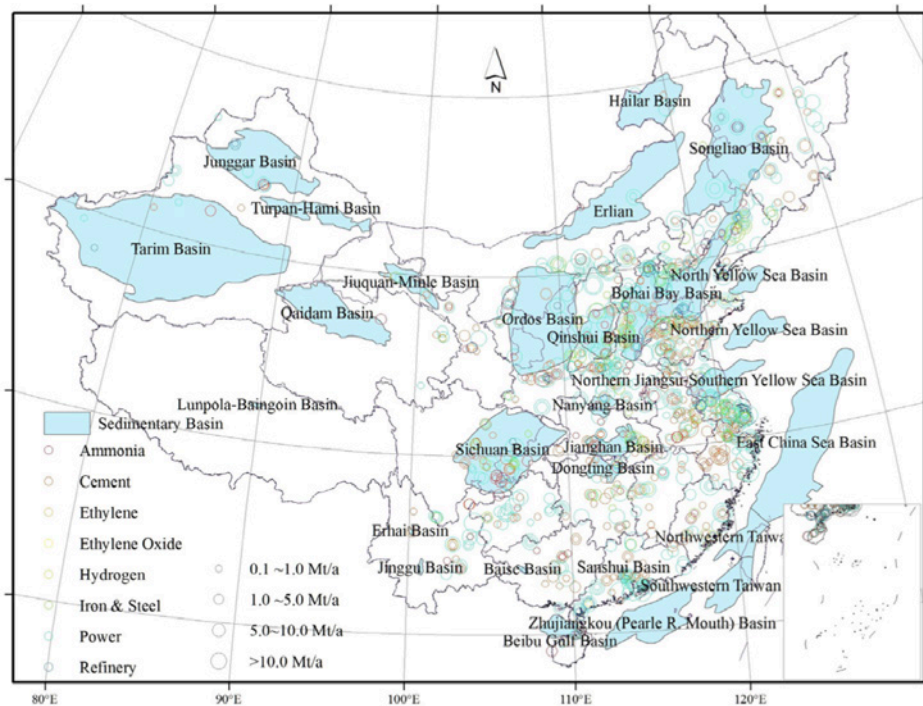 N
Hailar Basin
Songliao Basin
Junggar Basin
Turpan-Hami Basin
Erlian
Tarim Basin
Jiuquan-Minle Basin
North Yellow Sea Basin
Bohai Bay Basin
Qaidam Basin
Ordos Basin
Qinshui Basin
Northern Yellow Sea Basin
Northern Jiangsu-Southern Yellow Sea Basin
Lunpola-Baingoin Basin
Nanyang Basin
Sedimentary Basin
Sichuan Basin
Jianghan Basin
East China Sea Basin
Dongting Basin
Ammonia
Cement
Ethylene
Ethylene Oxide
Hydrogen
Iron & Steel
Power
Refinery
0.1 ~1.0 Mt/a
1.0 ~5.0 Mt/a
5.0~10.0 Mt/a
>10.0 Mt/a
Erhai Basin
Northwestern Taiwa
Jinggu Basin
Baise Basin
Sanshui Basin
Southwestern Taiwan
Zhujiangkou (Pearle R. Mouth) Basin
Beibu Gulf Basin
80°E
90°E
100°E
110°E
120°E